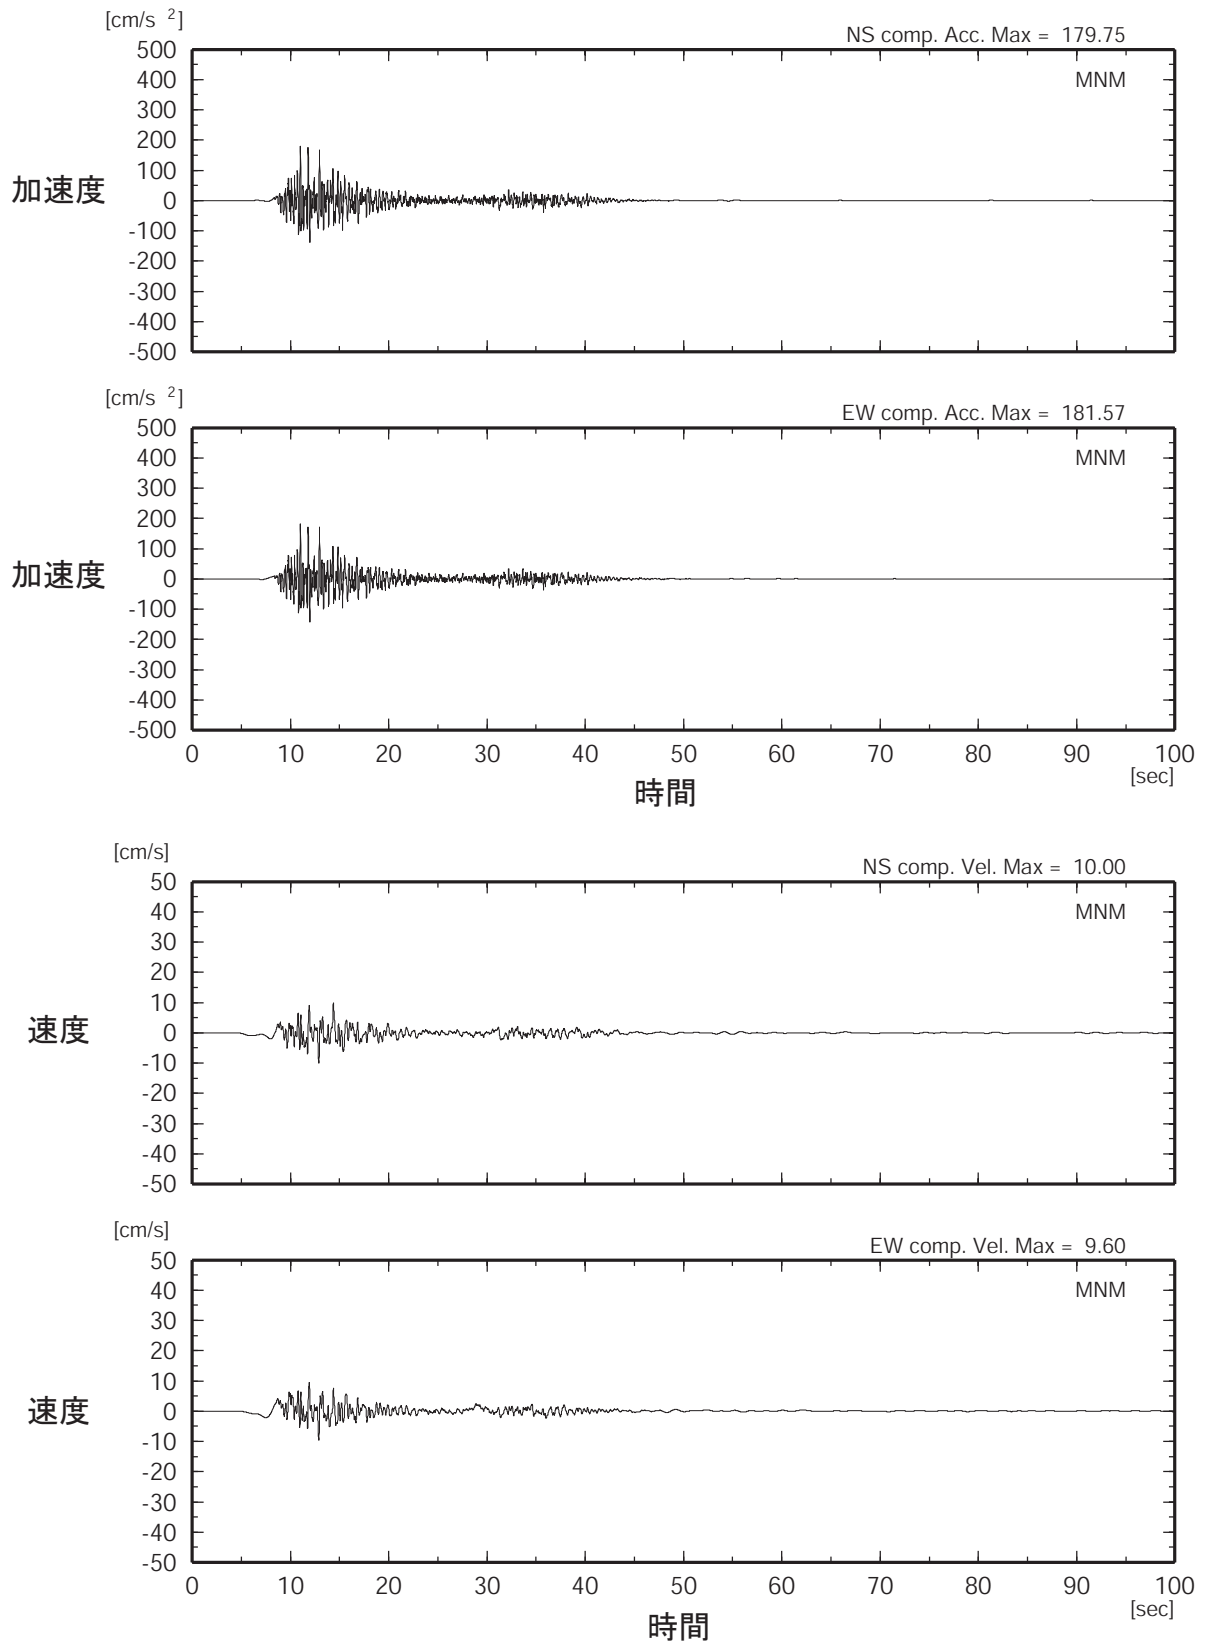 [cm/s 2]
NS comp. Acc. Max = 179.75
500
MNM
400
300
200
100
加速度
0
-100
-200
-300
-400
-500
[cm/s 2]
EW comp. Acc. Max = 181.57
500
MNM
400
300
200
100
加速度
0
-100
-200
-300
-400
-500
0 10 20 30 40 50 60 70 80 90 100
[sec]
時間
[cm/s]
NS comp. Vel. Max = 10.00
50
MNM
40
30
20
10
速度
0
-10
-20
-30
-40
-50
[cm/s]
EW comp. Vel. Max = 9.60
50
MNM
40
30
20
10
速度
0
-10
-20
-30
-40
-50
0 10 20 30 40 50 60 70 80 90 100
[sec]
時間